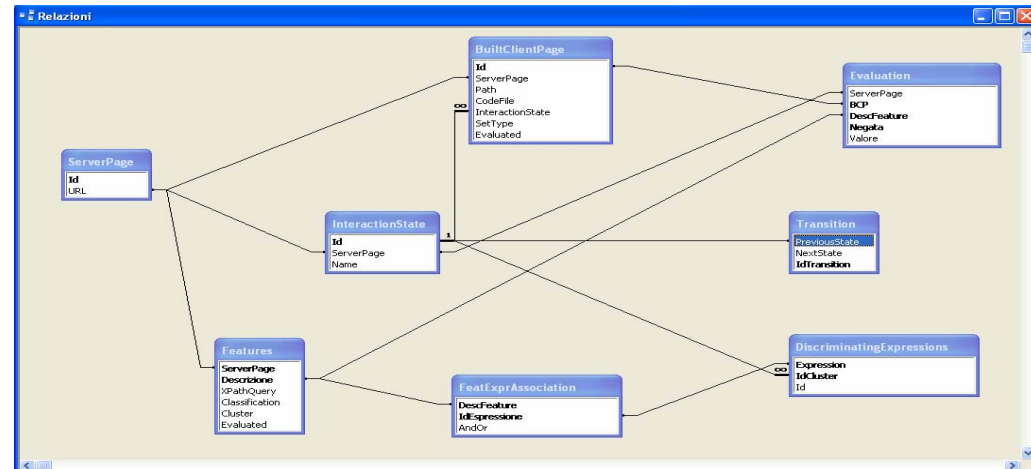 Relazioni
BuiltClientPage
Id
ServerPage
Path
CodeFile
InteractionState
SetType
Evaluated
∞
Evaluation
ServerPage
BCP
DescFeature
Negata
Valore
ServerPage
Id
URL
InteractionState
Id
ServerPage
Name
1
Transition
PreviousState
NextState
IdTransition
Features
ServerPage
Descrizione
XPathQuery
Classification
Cluster
Evaluated
FeatExprAssociation
DescFeature
IdEspressione
AndOr
DiscriminatingExpressions
Expression
IdCluster
Id
∞